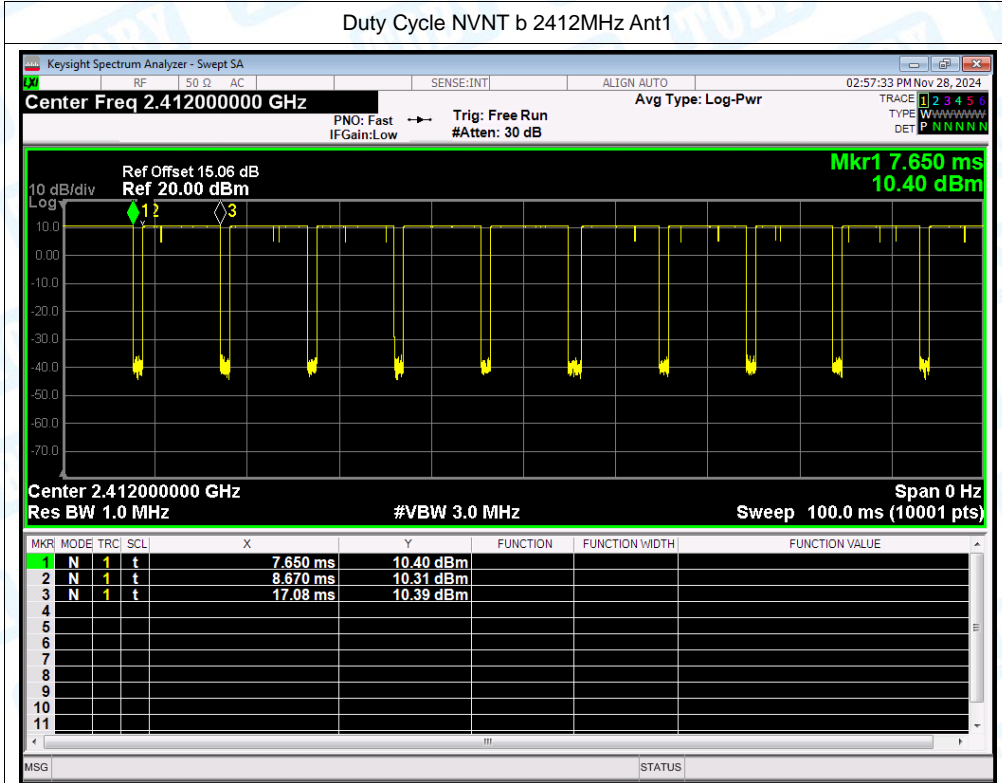 Duty Cycle NVNT b 2412MHz Ant1
Keysight Spectrum Analyzer - Swept SA
LXI RF 50 Ω AC SENSE:INT ALIGN AUTO 02:57:33 PM Nov 28, 2024
Center Freq 2.412000000 GHz Avg Type: Log-Pwr TRACE 1 2 3 4 5 6
PNO: Fast Trig: Free Run TYPE WWWWWW
IFGain:Low #Atten: 30 dB DET P N N N N N
Mkr1 7.650 ms
10.40 dBm
Ref Offset 15.06 dB
10 dB/div Ref 20.00 dBm
Log
1 2 3
10.0
0.00
-10.0
-20.0
-30.0
-40.0
-50.0
-60.0
-70.0
Center 2.412000000 GHz Span 0 Hz
Res BW 1.0 MHz #VBW 3.0 MHz Sweep 100.0 ms (10001 pts)
MKR MODE TRC SCL X Y FUNCTION FUNCTION WIDTH FUNCTION VALUE
1 N 1 t 7.650 ms 10.40 dBm
2 N 1 t 8.670 ms 10.31 dBm
3 N 1 t 17.08 ms 10.39 dBm
4
5
6
7
8
9
10
11
MSG STATUS